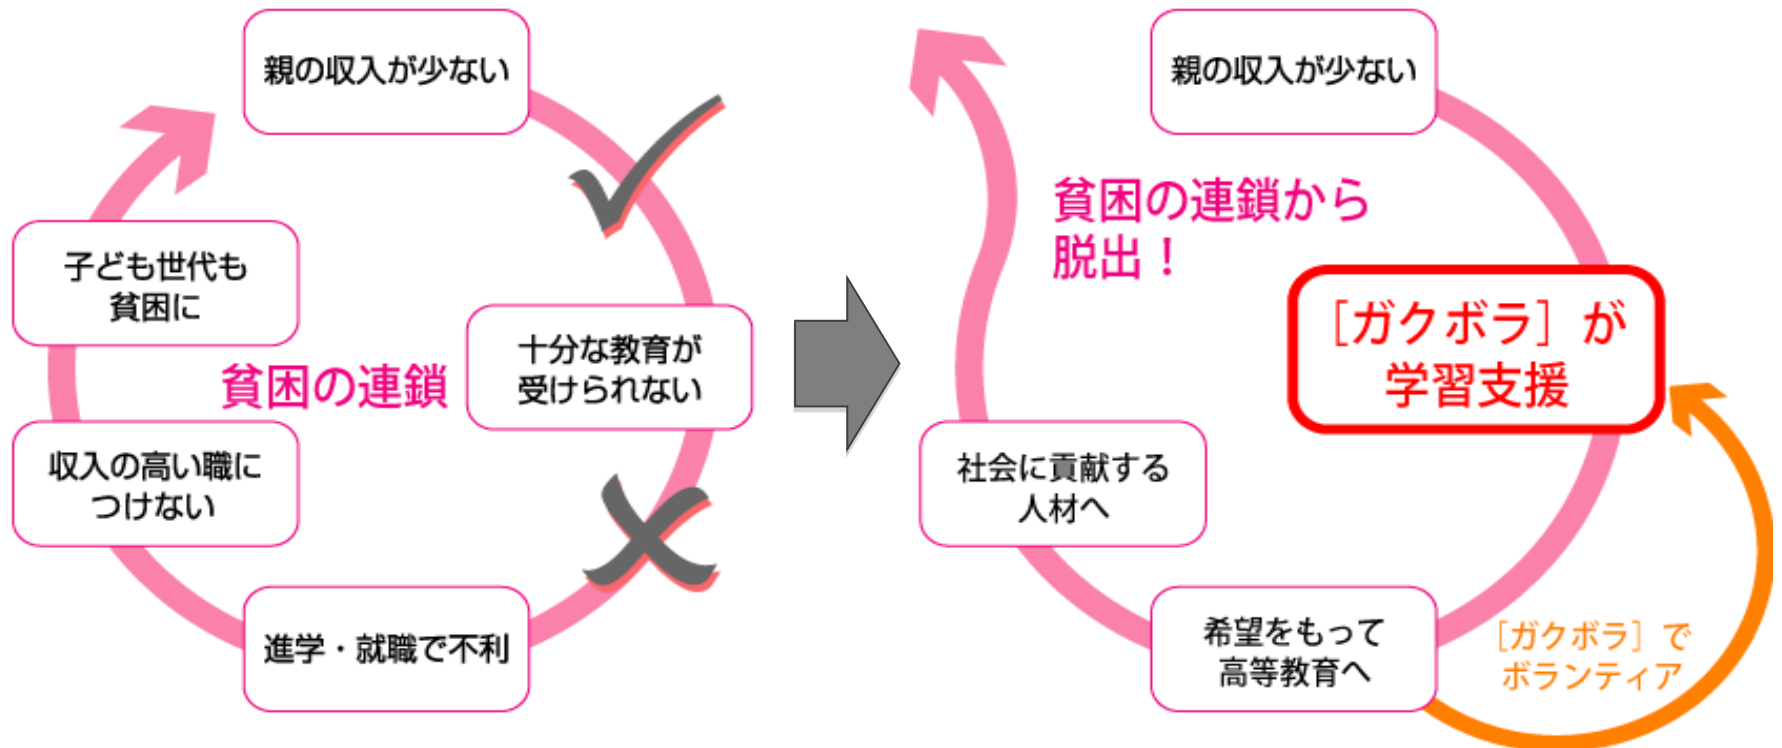 親の収入が少ない
十分な教育が
受けられない
進学・就職で不利
収入の高い職に
つけない
子ども世代も
貧困に
貧困の連鎖
親の収入が少ない
［ガクボラ］が
学習支援
希望をもって
高等教育へ
社会に貢献する
人材へ
貧困の連鎖から
脱出！
［ガクボラ］で
ボランティア